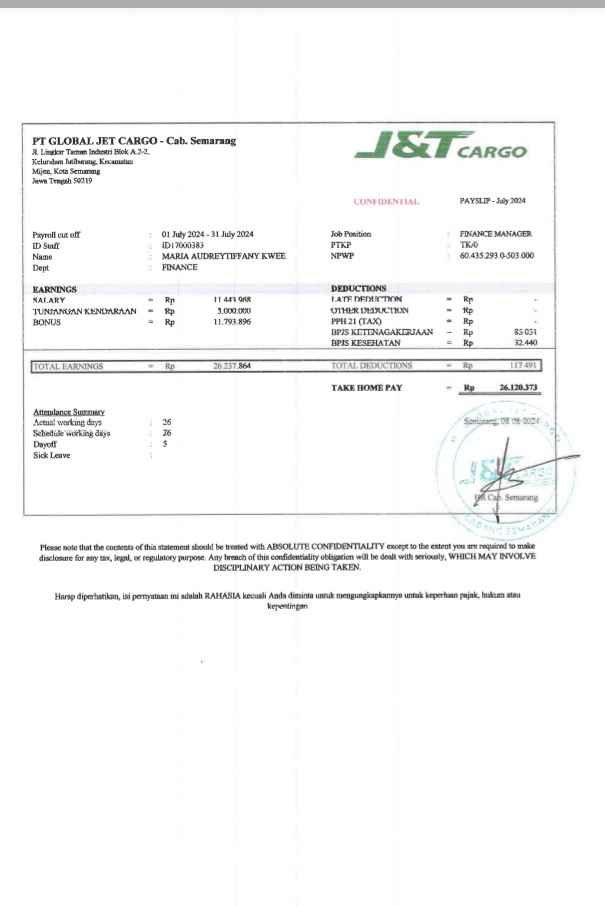 PT GLOBAL JET CARGO - Cab. Semarang
Jl. Lingkar Taman Industri Blok A.2-2,
Kelurahan Jatibarang, Kecamatan
Mijen, Kota Semarang
Jawa Tengah 50219
J&T CARGO
CONFIDENTIAL PAYSLIP - July 2024
Payroll cut off : 01 July 2024 - 31 July 2024 Job Position : FINANCE MANAGER
ID Staff : ID17000383 PTKP : TK/0
Name : MARIA AUDREYTIFFANY KWEE NPWP : 60.435.293.0-503.000
Dept : FINANCE
EARNINGS DEDUCTIONS
SALARY = Rp 11.443.968 LATE DEDUCTION = Rp -
TUNJANGAN KENDARAAN = Rp 3.000.000 OTHER DEDUCTION = Rp -
BONUS = Rp 11.793.896 PPH 21 (TAX) = Rp -
BPJS KETENAGAKERJAAN = Rp 85.051
BPJS KESEHATAN = Rp 32.440
TOTAL EARNINGS = Rp 26.237.864 TOTAL DEDUCTIONS = Rp 117.491
TAKE HOME PAY = Rp 26.120.373
Attendance Summary
Actual working days : 26
Schedule working days : 26
Dayoff : 5
Sick Leave :
Semarang, 08-08-2024
J&T CARGO
HR Cab. Semarang
CABANG SEMARANG
Please note that the contents of this statement should be treated with ABSOLUTE CONFIDENTIALITY except to the extent you are required to make
disclosure for any tax, legal, or regulatory purpose. Any breach of this confidentiality obligation will be dealt with seriously, WHICH MAY INVOLVE
DISCIPLINARY ACTION BEING TAKEN.
Harap diperhatikan, isi pernyataan ini adalah RAHASIA kecuali Anda diminta untuk mengungkapkannya untuk keperluan pajak, hukum atau
kepentingan